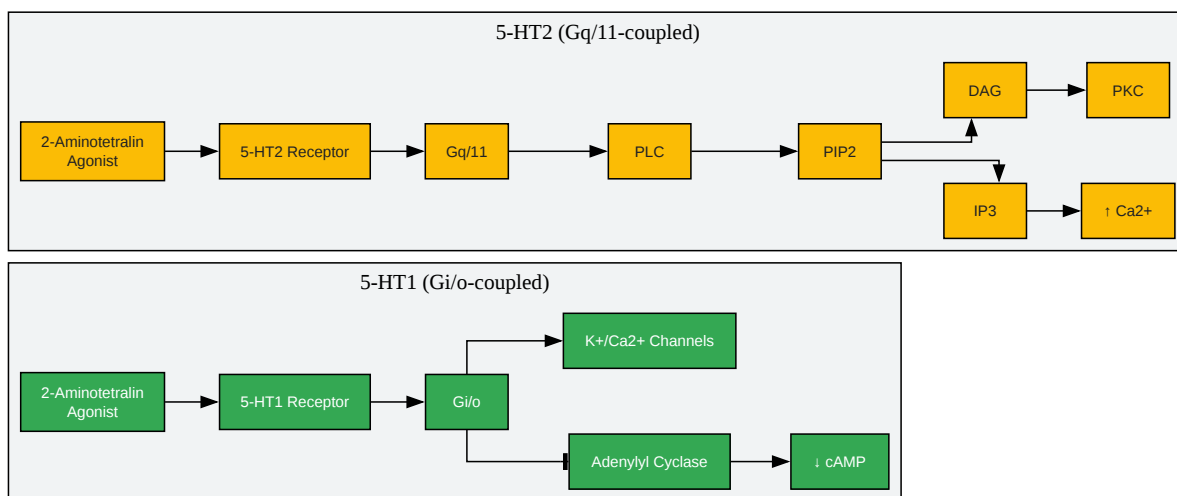 5-HT2 (Gq/11-coupled)
2-Aminotetralin
Agonist
5-HT2 Receptor
Gq/11
PLC
PIP2
DAG
PKC
IP3
↑ Ca2+
5-HT1 (Gi/o-coupled)
2-Aminotetralin
Agonist
5-HT1 Receptor
Gi/o
K+/Ca2+ Channels
Adenylyl Cyclase
↓ cAMP